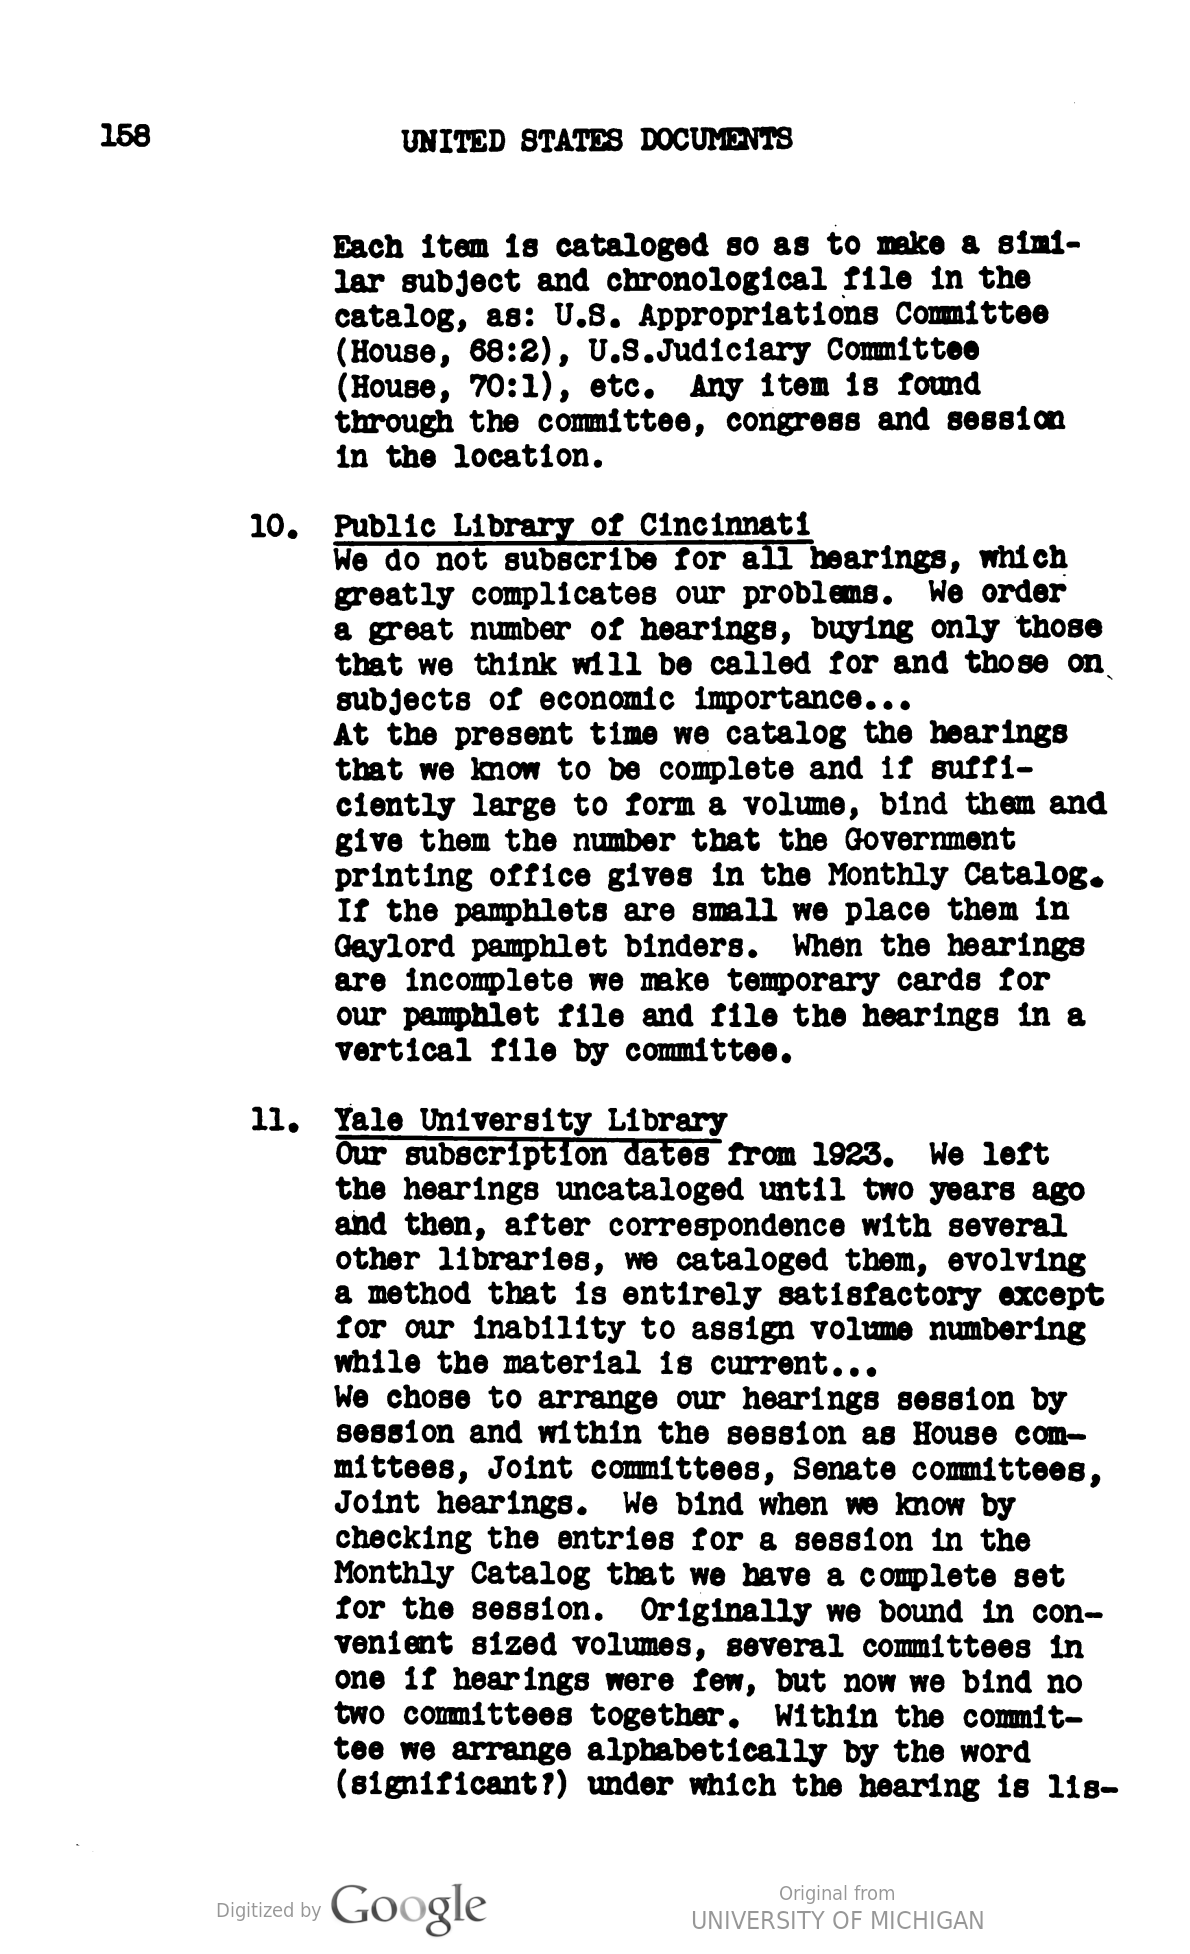 158
UNITED STATES DOCUMENTS
Each item is cataloged so as to make a simi-
lar subject and chronological file in the
catalog, as: U.S. Appropriations Committee
(House, 68:2), U.S.Judiciary Committee
(House, 70:1), etc. Any item is found
through the committee, congress and session
in the location.
10. Public Library of Cincinnati
We do not subscribe for all hearings, which
greatly complicates our problems. We order
a great number of hearings, buying only those
that we think will be called for and those on
subjects of economic importance...
At the present time we catalog the hearings
that we know to be complete and if suffi-
ciently large to form a volume, bind them and
give them the number that the Government
printing office gives in the Monthly Catalog.
If the pamphlets are small we place them in
Gaylord pamphlet binders. When the hearings
are incomplete we make temporary cards for
our pamphlet file and file the hearings in a
vertical file by committee.
11. Yale University Library
Our subscription dates from 1923. We left
the hearings uncataloged until two years ago
and then, after correspondence with several
other libraries, we cataloged them, evolving
a method that is entirely satisfactory except
for our inability to assign volume numbering
while the material is current...
We chose to arrange our hearings session by
session and within the session as House com-
mittees, Joint committees, Senate committees,
Joint hearings. We bind when we know by
checking the entries for a session in the
Monthly Catalog that we have a complete set
for the session. Originally we bound in con-
venient sized volumes, several committees in
one if hearings were few, but now we bind no
two committees together. Within the commit-
tee we arrange alphabetically by the word
(significant?) under which the hearing is lis-
Digitized by Google
Original from
UNIVERSITY OF MICHIGAN